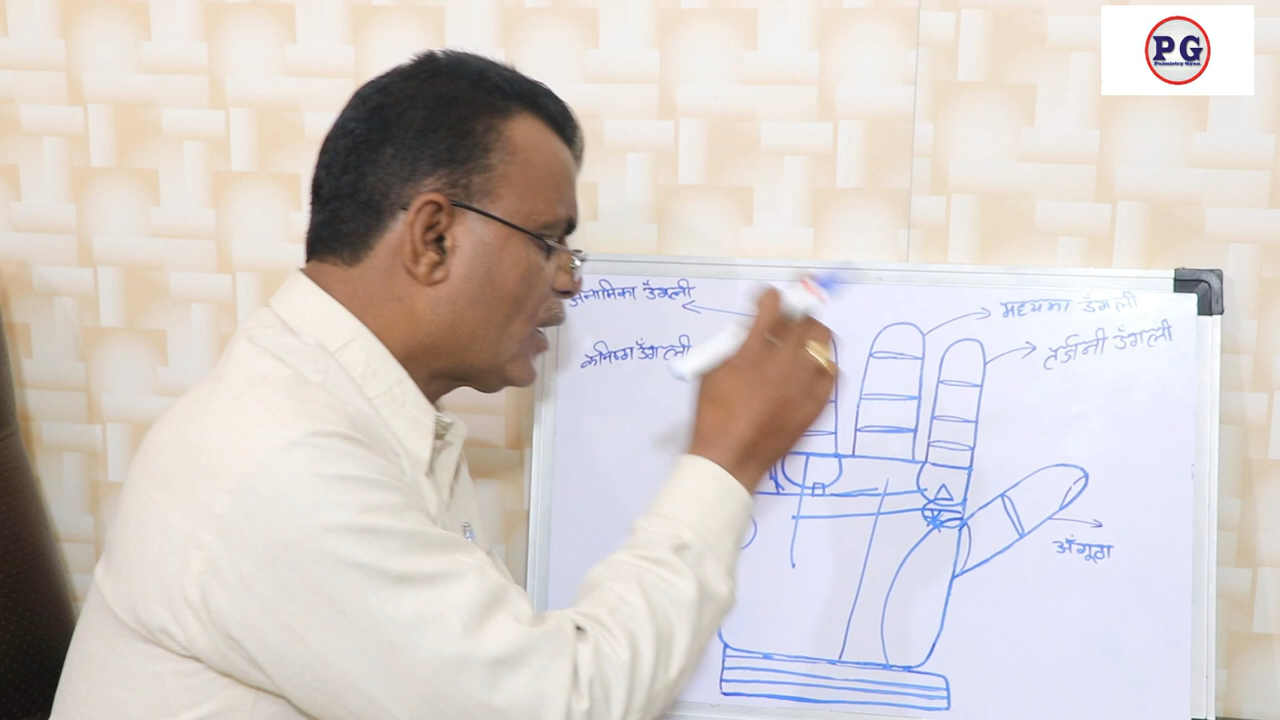 PG
Palmistry Gyan
अनामिका उँगली
मध्यमा उँगली
कनिष्ठा उँगली
तर्जनी उँगली
अँगूठा